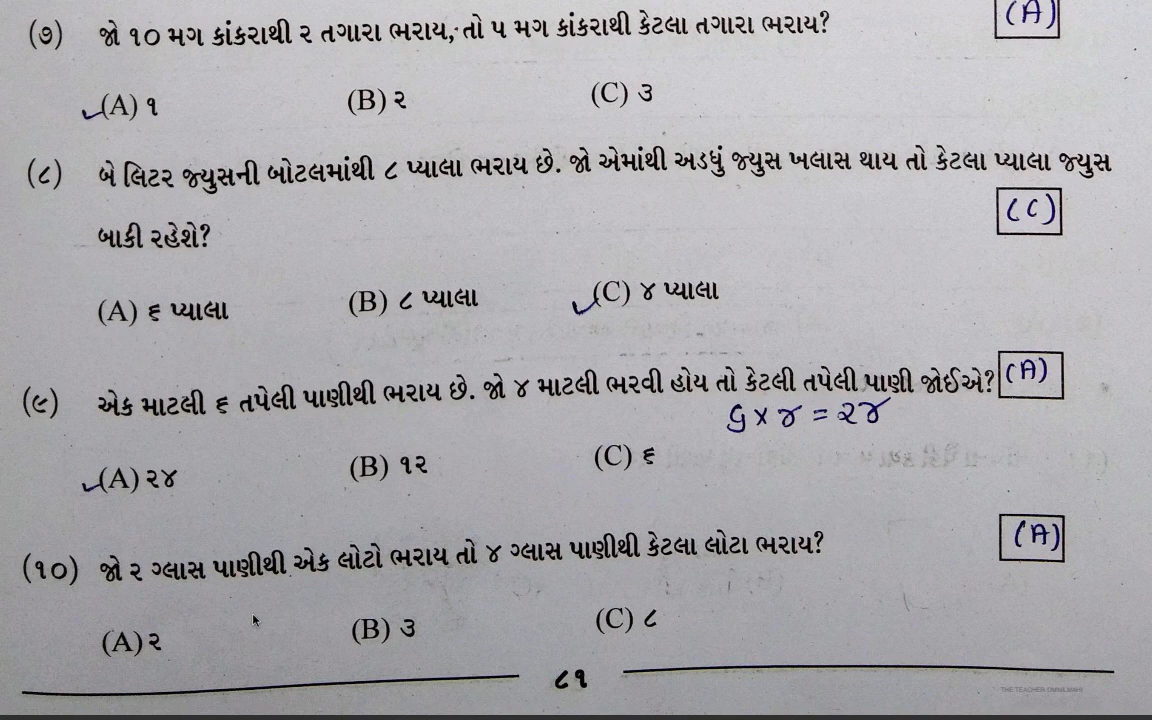 (૭) જો ૧૦ મગ કાંકરાથી ૨ તગારા ભરાય, તો ૫ મગ કાંકરાથી કેટલા તગારા ભરાય? (A)
(A) ૧ (B) ૨ (C) ૩
(૮) બે લિટર જ્યુસની બોટલમાંથી ૮ પ્યાલા ભરાય છે. જો એમાંથી અડધું જ્યુસ ખલાસ થાય તો કેટલા પ્યાલા જ્યુસ
બાકી રહેશે? (C)
(A) ૬ પ્યાલા (B) ૮ પ્યાલા (C) ૪ પ્યાલા
(૯) એક માટલી ૬ તપેલી પાણીથી ભરાય છે. જો ૪ માટલી ભરવી હોય તો કેટલી તપેલી પાણી જોઈએ? (A)
૬ x ૪ = ૨૪
(A) ૨૪ (B) ૧૨ (C) ૬
(૧૦) જો ૨ ગ્લાસ પાણીથી એક લોટો ભરાય તો ૪ ગ્લાસ પાણીથી કેટલા લોટા ભરાય? (A)
(A) ૨ (B) ૩ (C) ૮
૮૧
THE TEACHER